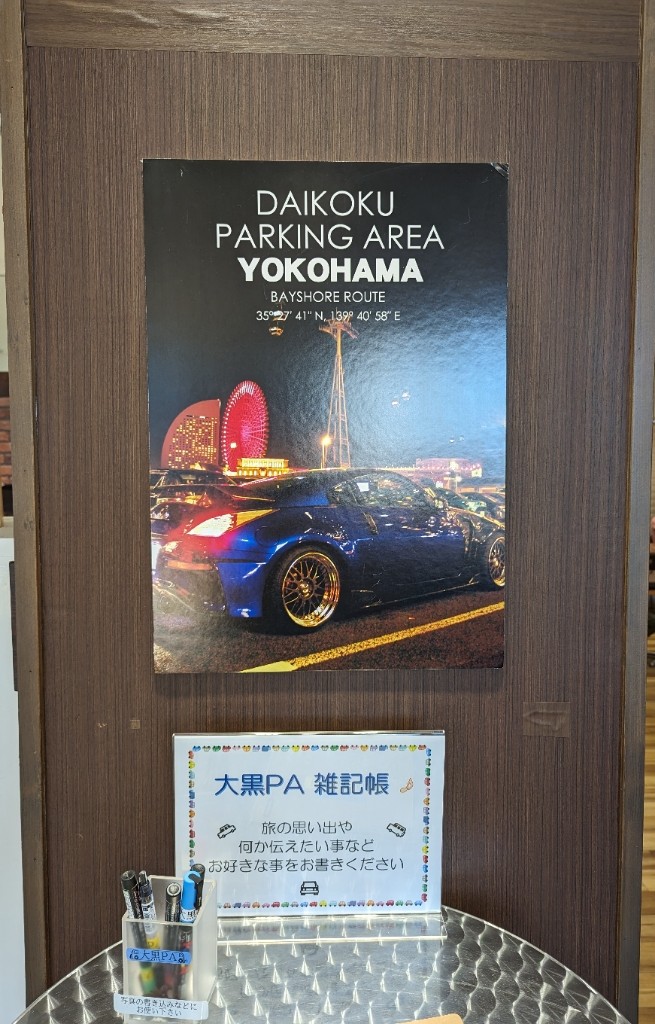 DAIKOKU
PARKING AREA
YOKOHAMA
BAYSHORE ROUTE
35° 27' 41" N, 139° 40' 58" E
大黒PA 雑記帳
旅の思い出や
何か伝えたい事など
お好きな事をお書きください
大黒PA
写真の書き込みなどに
お使い下さい